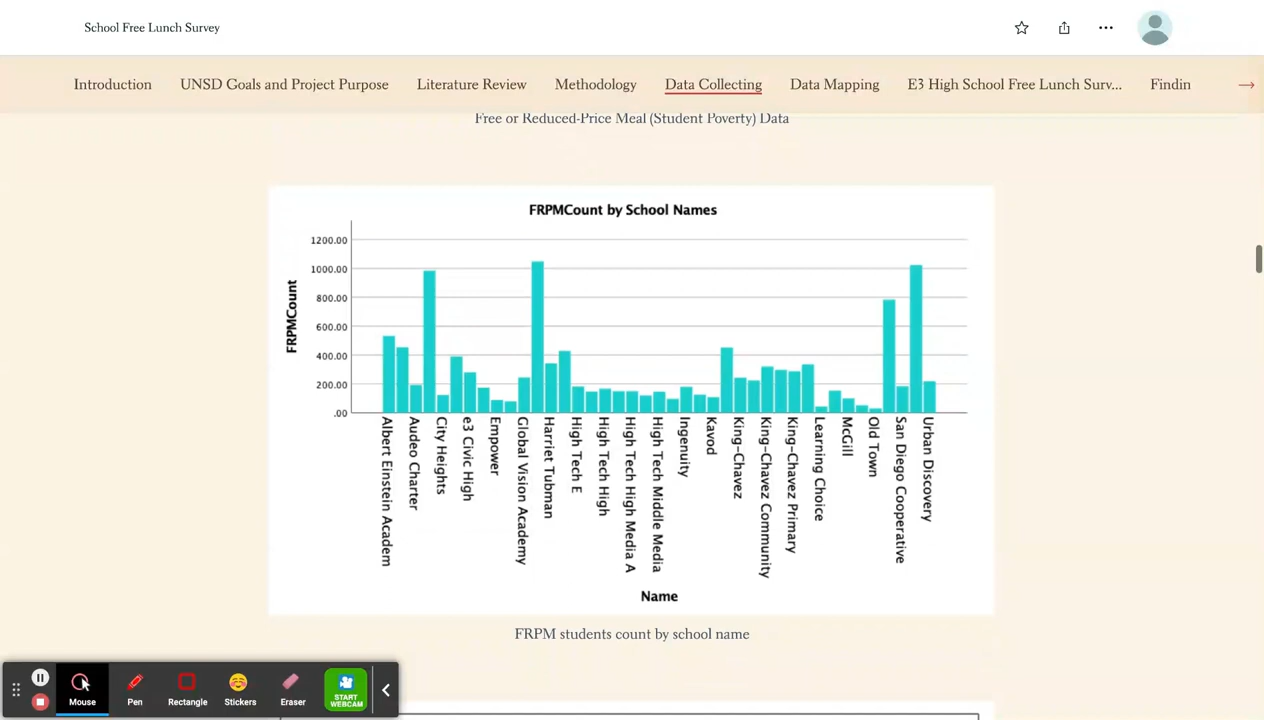 School Free Lunch Survey
Introduction UNSD Goals and Project Purpose Literature Review Methodology Data Collecting Data Mapping E3 High School Free Lunch Surv... Findin →
Free or Reduced-Price Meal (Student Poverty) Data
FRPMCount by School Names
FRPMCount
1200.00
1000.00
800.00
600.00
400.00
200.00
.00
Albert Einstein Academ
Audeo Charter
City Heights
e3 Civic High
Empower
Global Vision Academy
Harriet Tubman
High Tech E
High Tech High
High Tech High Media A
High Tech Middle Media
Ingenuity
Kavod
King-Chavez
King-Chavez Community
King-Chavez Primary
Learning Choice
McGill
Old Town
San Diego Cooperative
Urban Discovery
Name
FRPM students count by school name
Mouse Pen Rectangle Stickers Eraser START
WEBCAM